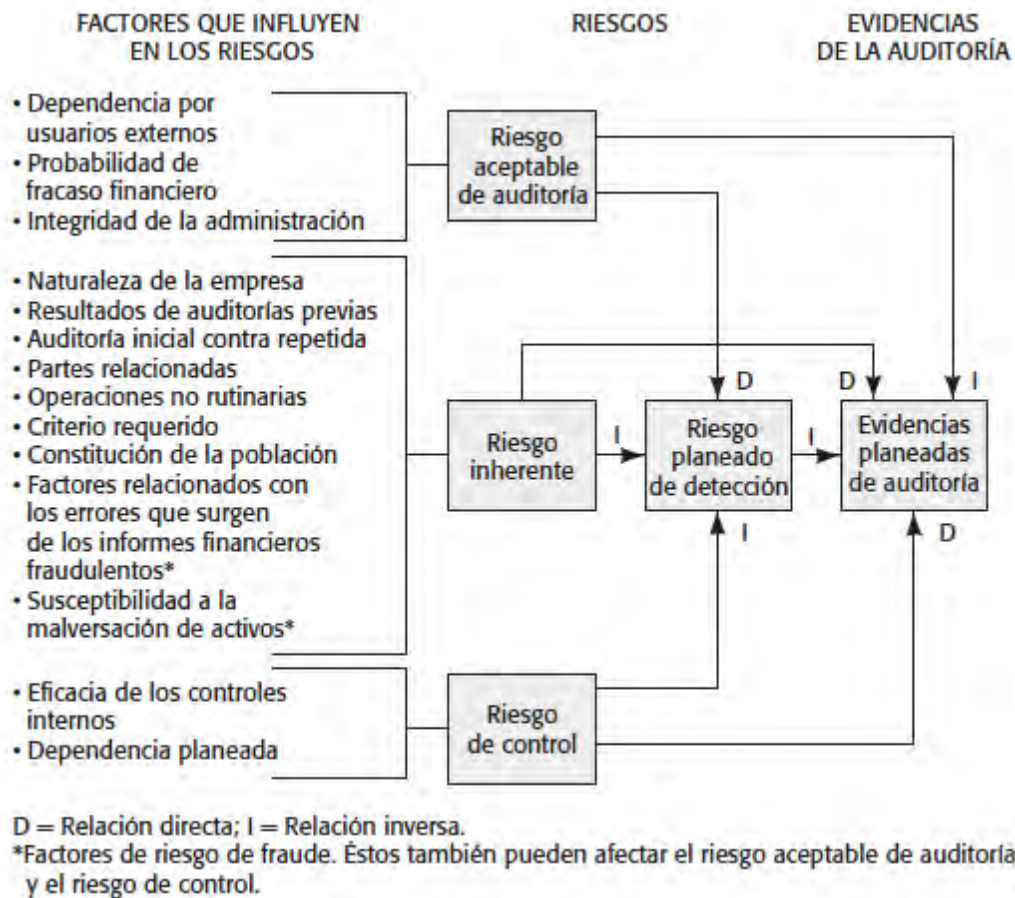 FACTORES QUE INFLUYEN
EN LOS RIESGOS
RIESGOS
EVIDENCIAS
DE LA AUDITORÍA
• Dependencia por
usuarios externos
• Probabilidad de
fracaso financiero
• Integridad de la administración
Riesgo
aceptable
de auditoría
• Naturaleza de la empresa
• Resultados de auditorías previas
• Auditoría inicial contra repetida
• Partes relacionadas
• Operaciones no rutinarias
• Criterio requerido
• Constitución de la población
• Factores relacionados con
los errores que surgen
de los informes financieros
fraudulentos*
• Susceptibilidad a la
malversación de activos*
Riesgo
inherente
I
D
Riesgo
planeado
de detección
I
I
D
I
Evidencias
planeadas
de auditoría
D
• Eficacia de los controles
internos
• Dependencia planeada
Riesgo
de control
D = Relación directa; I = Relación inversa.
*Factores de riesgo de fraude. Éstos también pueden afectar el riesgo aceptable de auditoría
y el riesgo de control.